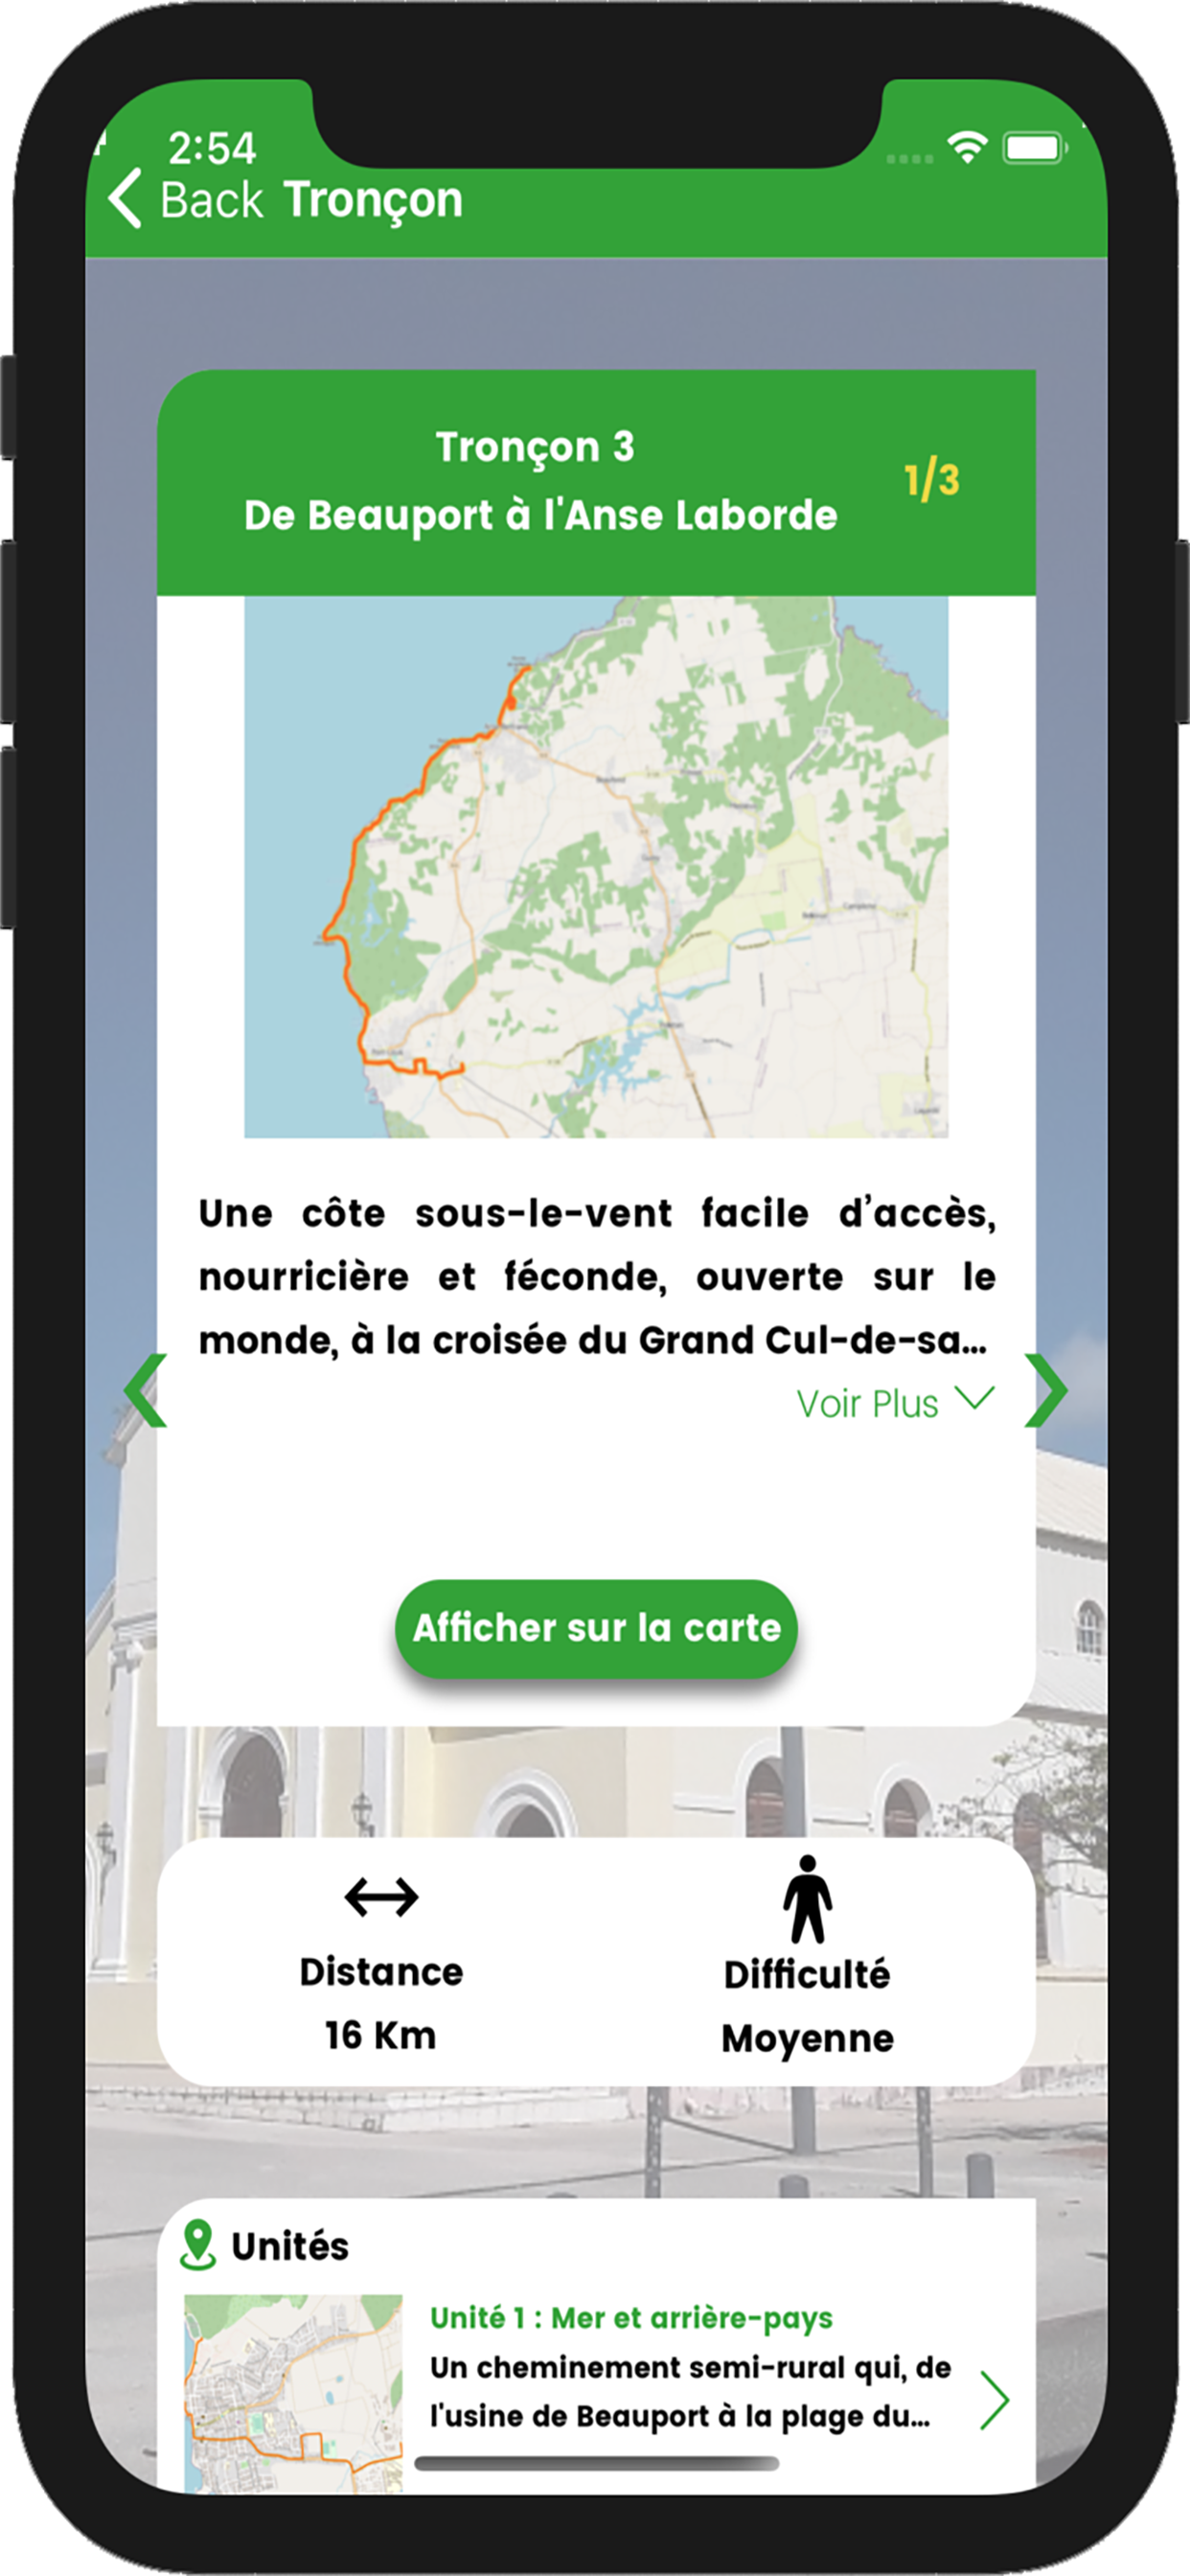 2:54
Back Tronçon
Tronçon 3
1/3
De Beauport à l'Anse Laborde
Une côte sous-le-vent facile d’accès,
nourricière et féconde, ouverte sur le
monde, à la croisée du Grand Cul-de-sa...
Voir Plus
Afficher sur la carte
Distance
16 Km
Difficulté
Moyenne
Unités
Unité 1 : Mer et arrière-pays
Un cheminement semi-rural qui, de
l'usine de Beauport à la plage du...